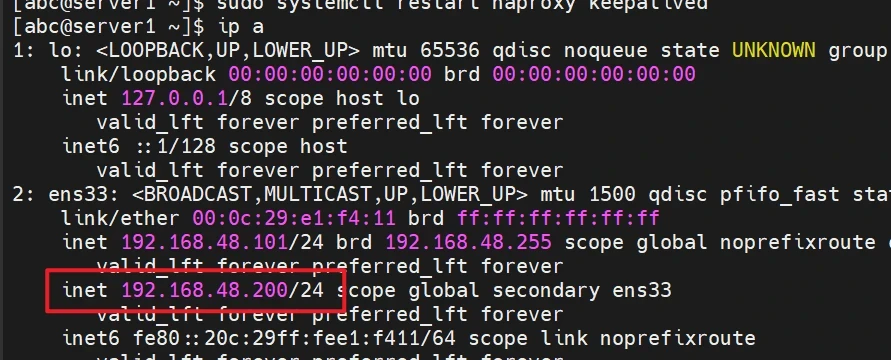 [abc@server1 ~]$ sudo systemctl restart haproxy keepalived
[abc@server1 ~]$ ip a
1: lo: <LOOPBACK,UP,LOWER_UP> mtu 65536 qdisc noqueue state UNKNOWN group
link/loopback 00:00:00:00:00:00 brd 00:00:00:00:00:00
inet 127.0.0.1/8 scope host lo
valid_lft forever preferred_lft forever
inet6 ::1/128 scope host
valid_lft forever preferred_lft forever
2: ens33: <BROADCAST,MULTICAST,UP,LOWER_UP> mtu 1500 qdisc pfifo_fast stat
link/ether 00:0c:29:e1:f4:11 brd ff:ff:ff:ff:ff:ff
inet 192.168.48.101/24 brd 192.168.48.255 scope global noprefixroute
valid_lft forever preferred_lft forever
inet 192.168.48.200/24 scope global secondary ens33
valid_lft forever preferred_lft forever
inet6 fe80::20c:29ff:fee1:f411/64 scope link noprefixroute
valid_lft forever preferred_lft forever